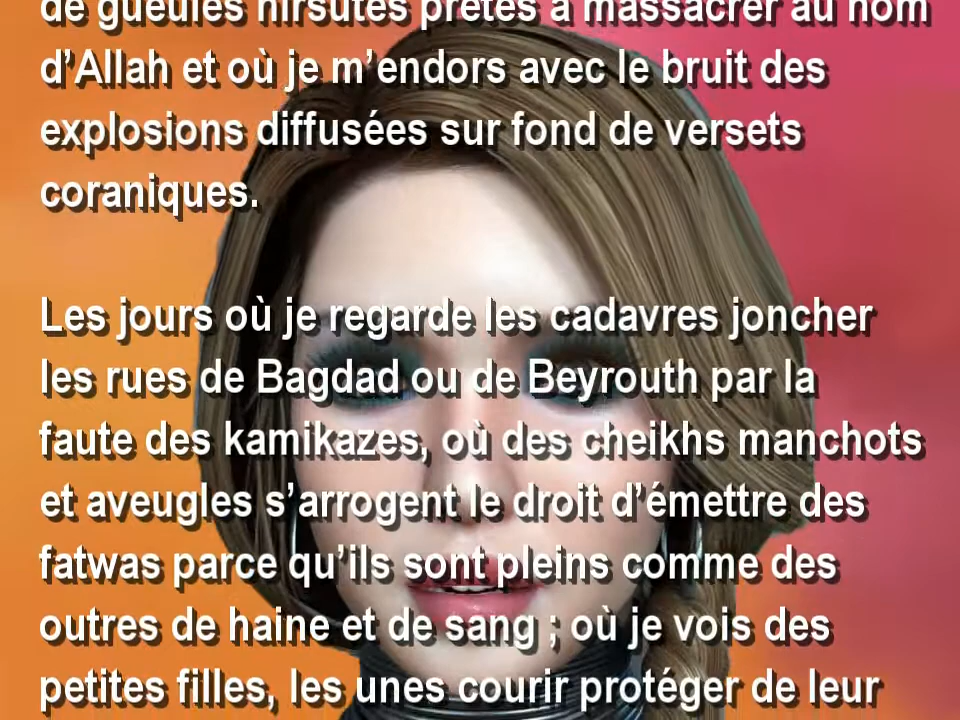 de gueules hirsutes prêtes à massacrer au nom
d’Allah et où je m’endors avec le bruit des
explosions diffusées sur fond de versets
coraniques.
Les jours où je regarde les cadavres joncher
les rues de Bagdad ou de Beyrouth par la
faute des kamikazes, où des cheikhs manchots
et aveugles s’arrogent le droit d’émettre des
fatwas parce qu’ils sont pleins comme des
outres de haine et de sang ; où je vois des
petites filles, les unes courir protéger de leur